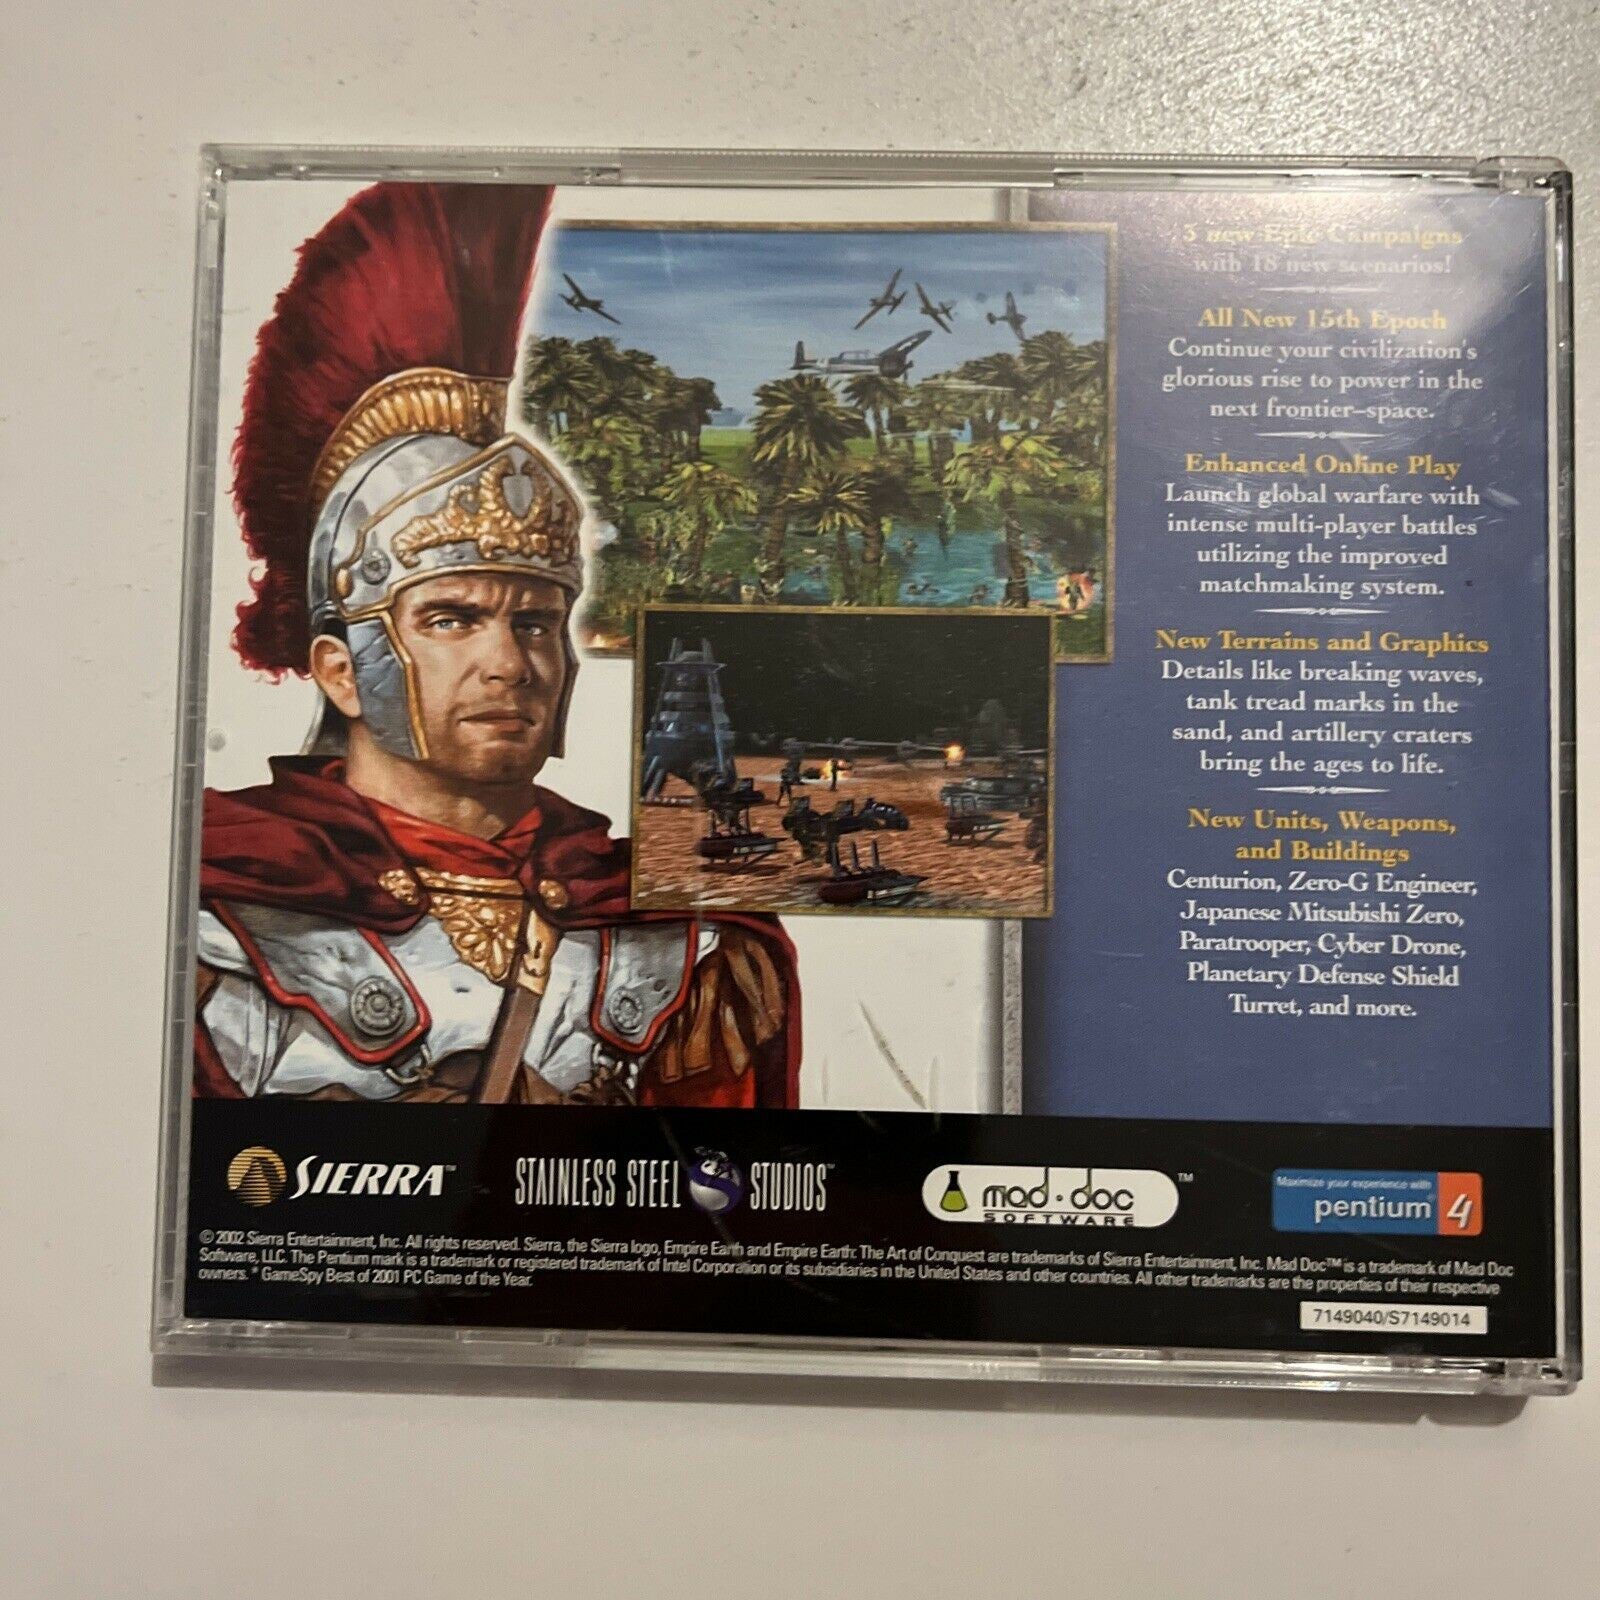 3 new Epic Campaigns
with 18 new scenarios!
All New 15th Epoch
Continue your civilization's
glorious rise to power in the
next frontier–space.
Enhanced Online Play
Launch global warfare with
intense multi-player battles
utilizing the improved
matchmaking system.
New Terrains and Graphics
Details like breaking waves,
tank tread marks in the
sand, and artillery craters
bring the ages to life.
New Units, Weapons,
and Buildings
Centurion, Zero-G Engineer,
Japanese Mitsubishi Zero,
Paratrooper, Cyber Drone,
Planetary Defense Shield
Turret, and more.
SIERRA™
STAINLESS STEEL STUDIOS™
mad·doc ™
SOFTWARE
Maximize your experience with
pentium® 4
© 2002 Sierra Entertainment, Inc. All rights reserved. Sierra, the Sierra logo, Empire Earth and Empire Earth: The Art of Conquest are trademarks of Sierra Entertainment, Inc. Mad Doc™ is a trademark of Mad Doc
Software, LLC. The Pentium mark is a trademark or registered trademark of Intel Corporation or its subsidiaries in the United States and other countries. All other trademarks are the properties of their respective
owners. * GameSpy Best of 2001 PC Game of the Year.
7149040/S7149014